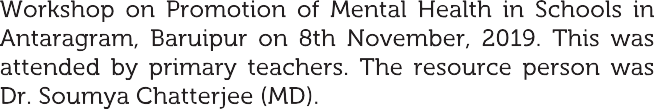 Workshop on Promotion of Mental Health in Schools in
Antaragram, Baruipur on 8th November, 2019. This was
attended by primary teachers. The resource person was
Dr. Soumya Chatterjee (MD).